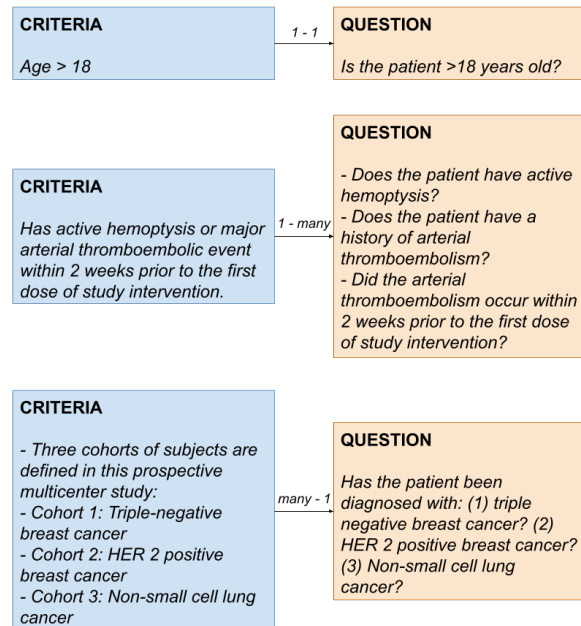 CRITERIA
Age > 18
1 - 1
QUESTION
Is the patient >18 years old?
CRITERIA
Has active hemoptysis or major
arterial thromboembolic event
within 2 weeks prior to the first
dose of study intervention.
1 - many
QUESTION
- Does the patient have active
hemoptysis?
- Does the patient have a
history of arterial
thromboembolism?
- Did the arterial
thromboembolism occur within
2 weeks prior to the first dose
of study intervention?
CRITERIA
- Three cohorts of subjects are
defined in this prospective
multicenter study:
- Cohort 1: Triple-negative
breast cancer
- Cohort 2: HER 2 positive
breast cancer
- Cohort 3: Non-small cell lung
cancer
many - 1
QUESTION
Has the patient been
diagnosed with: (1) triple
negative breast cancer? (2)
HER 2 positive breast cancer?
(3) Non-small cell lung
cancer?